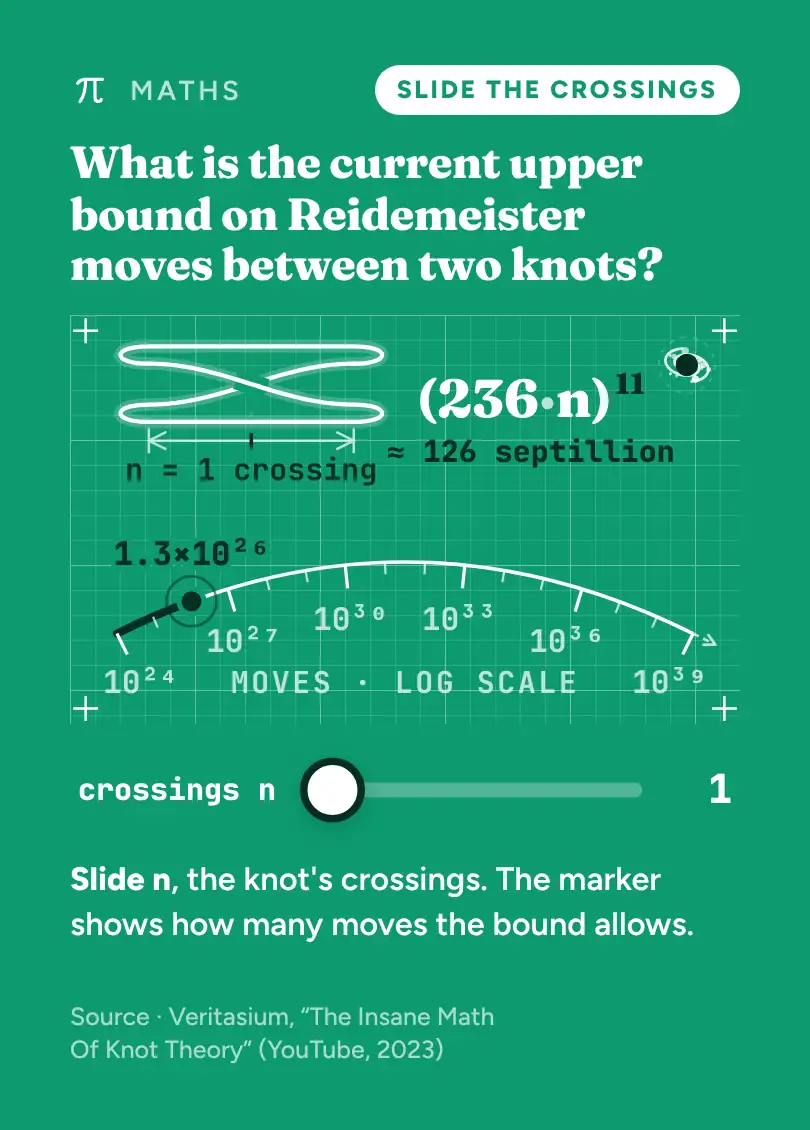 π MATHS
SLIDE THE CROSSINGS
What is the current upper
bound on Reidemeister
moves between two knots?
(236·n)¹¹
≈ 126 septillion
n = 1 crossing
1.3×10²⁶
10²⁴
10²⁷
10³⁰
10³³
10³⁶
10³⁹
MOVES · LOG SCALE
crossings n
1
Slide n, the knot's crossings. The marker
shows how many moves the bound allows.
Source · Veritasium, “The Insane Math
Of Knot Theory” (YouTube, 2023)